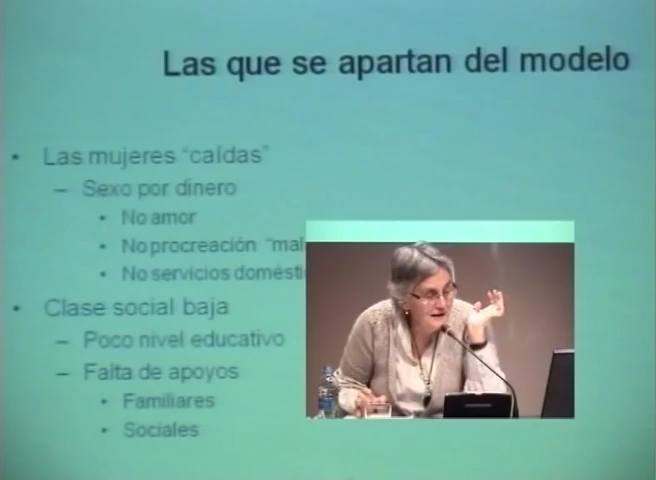 Las que se apartan del modelo
• Las mujeres “caídas”
– Sexo por dinero
• No amor
• No procreación “mal
• No servicios domésti
• Clase social baja
– Poco nivel educativo
– Falta de apoyos
• Familiares
• Sociales